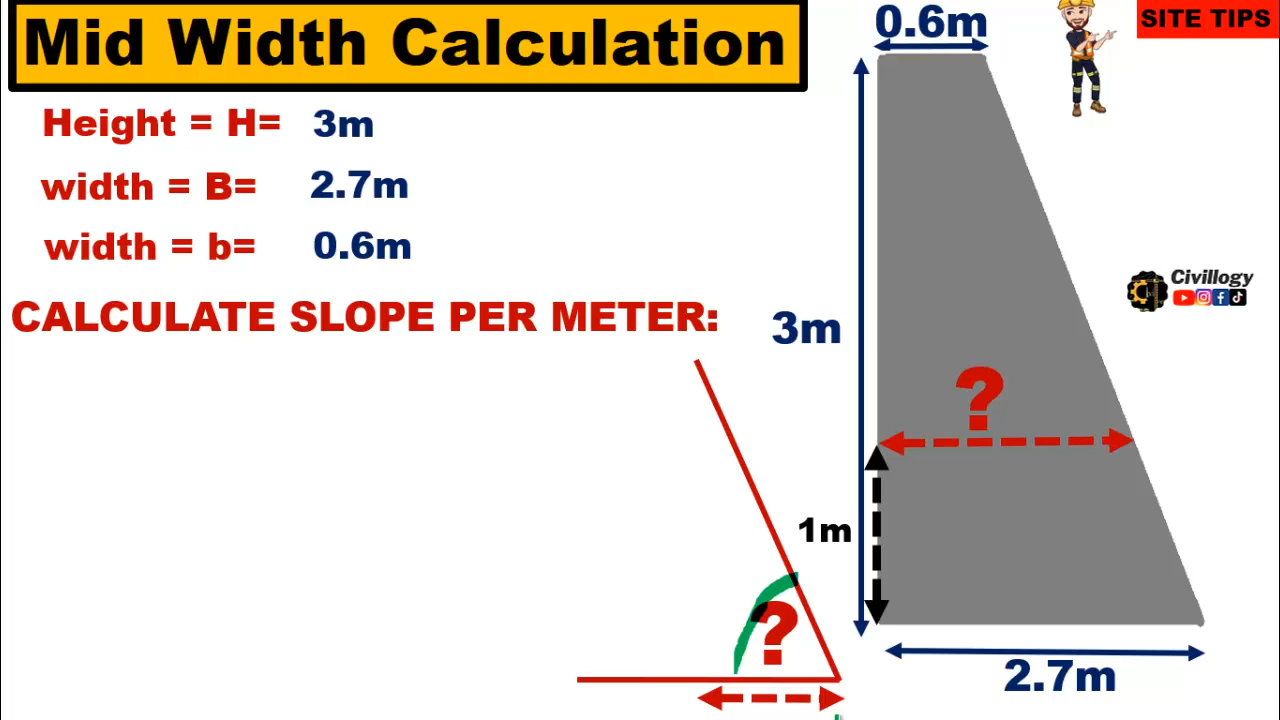 Mid Width Calculation
0.6m
SITE TIPS
Height = H= 3m
width = B= 2.7m
width = b= 0.6m
Civillogy
CALCULATE SLOPE PER METER:
3m
?
1m
?
2.7m